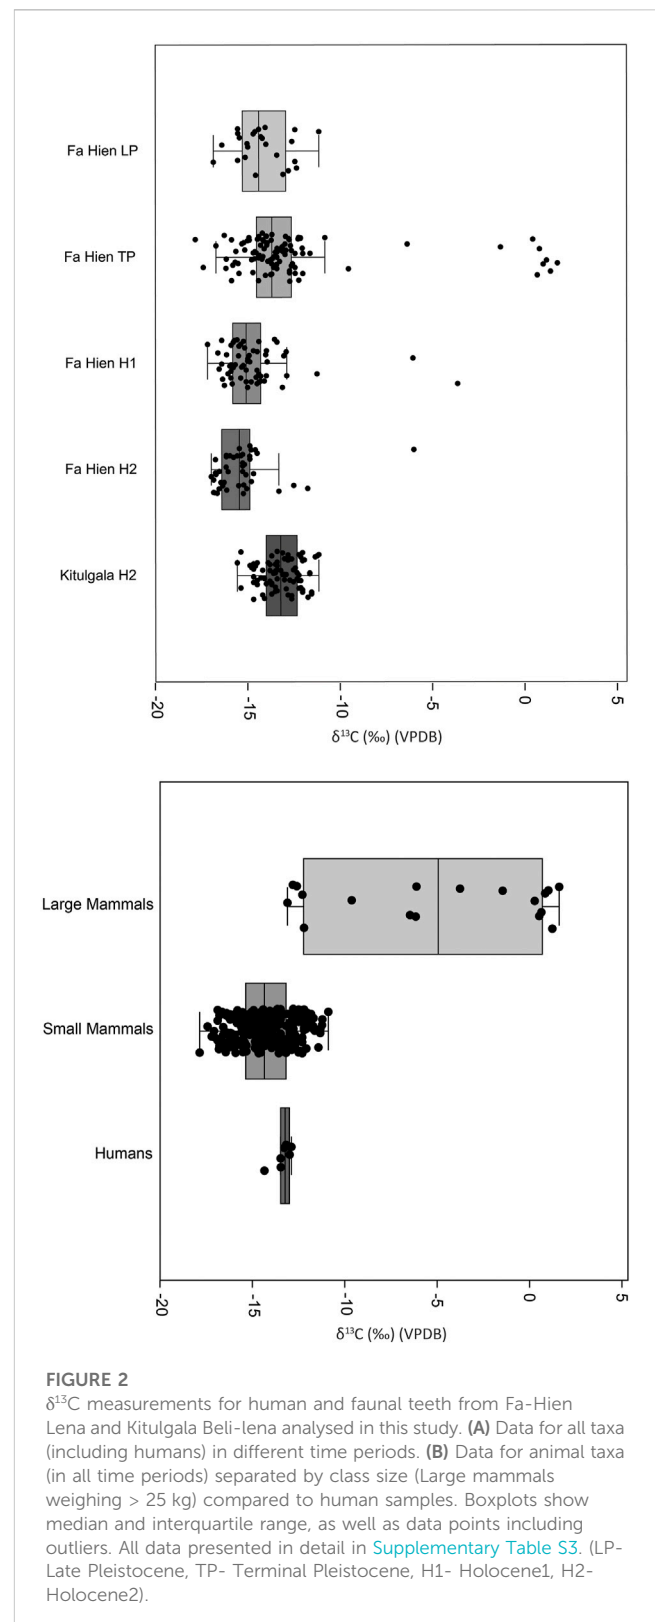 Fa Hien LP
Fa Hien TP
Fa Hien H1
Fa Hien H2
Kitulgala H2
-20 -15 -10 -5 0 5
δ¹³C (‰) (VPDB)
Large Mammals
Small Mammals
Humans
-20 -15 -10 -5 0 5
δ¹³C (‰) (VPDB)
FIGURE 2
δ¹³C measurements for human and faunal teeth from Fa-Hien
Lena and Kitulgala Beli-lena analysed in this study. (A) Data for all taxa
(including humans) in different time periods. (B) Data for animal taxa
(in all time periods) separated by class size (Large mammals
weighing > 25 kg) compared to human samples. Boxplots show
median and interquartile range, as well as data points including
outliers. All data presented in detail in Supplementary Table S3. (LP-
Late Pleistocene, TP- Terminal Pleistocene, H1- Holocene1, H2-
Holocene2).